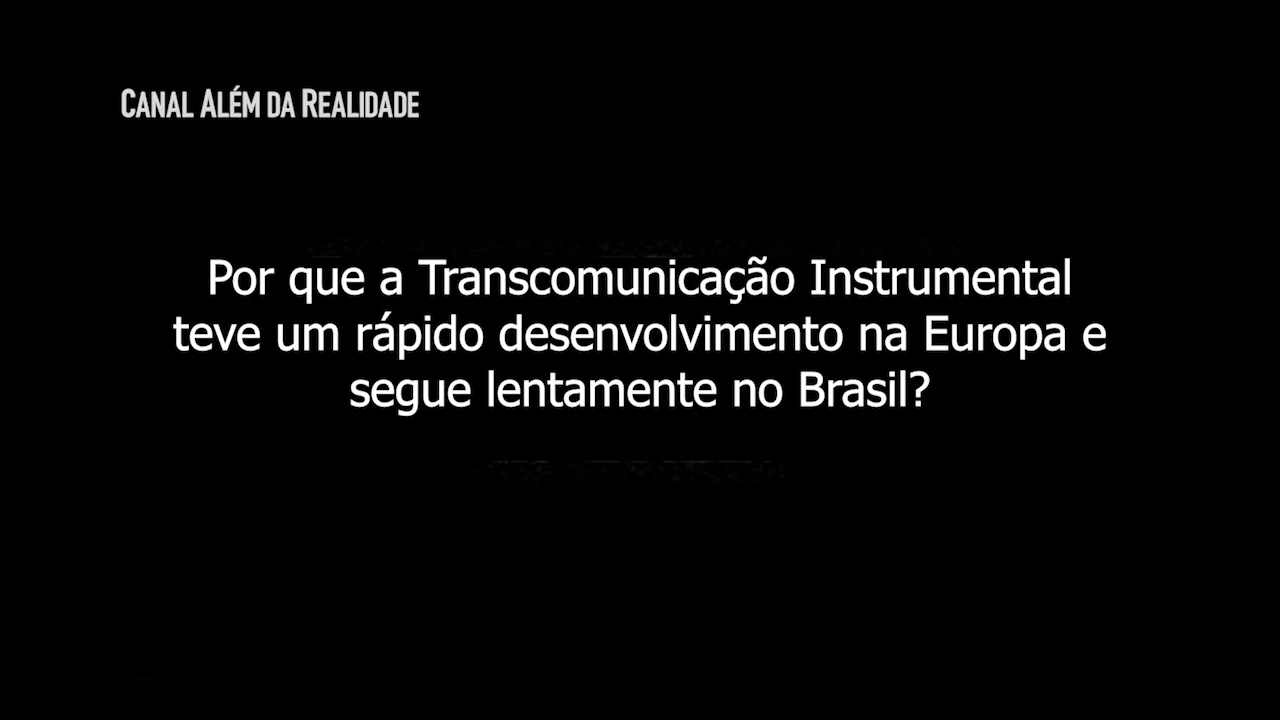 CANAL ALÉM DA REALIDADE
Por que a Transcomunicação Instrumental
teve um rápido desenvolvimento na Europa e
segue lentamente no Brasil?